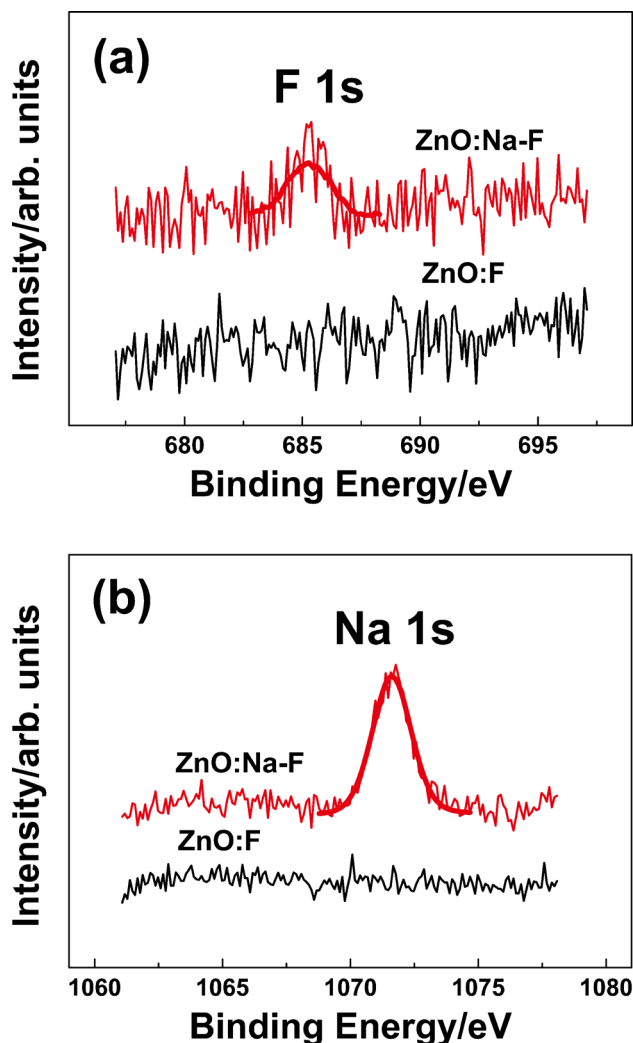 (a)
F 1s
ZnO:Na-F
ZnO:F
Intensity/arb. units
680 685 690 695
Binding Energy/eV
(b)
Na 1s
ZnO:Na-F
ZnO:F
Intensity/arb. units
1060 1065 1070 1075 1080
Binding Energy/eV